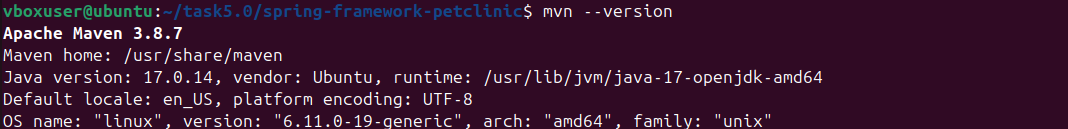 vboxuser@ubuntu:~/task5.0/spring-framework-petclinic$ mvn --version
Apache Maven 3.8.7
Maven home: /usr/share/maven
Java version: 17.0.14, vendor: Ubuntu, runtime: /usr/lib/jvm/java-17-openjdk-amd64
Default locale: en_US, platform encoding: UTF-8
OS name: "linux", version: "6.11.0-19-generic", arch: "amd64", family: "unix"